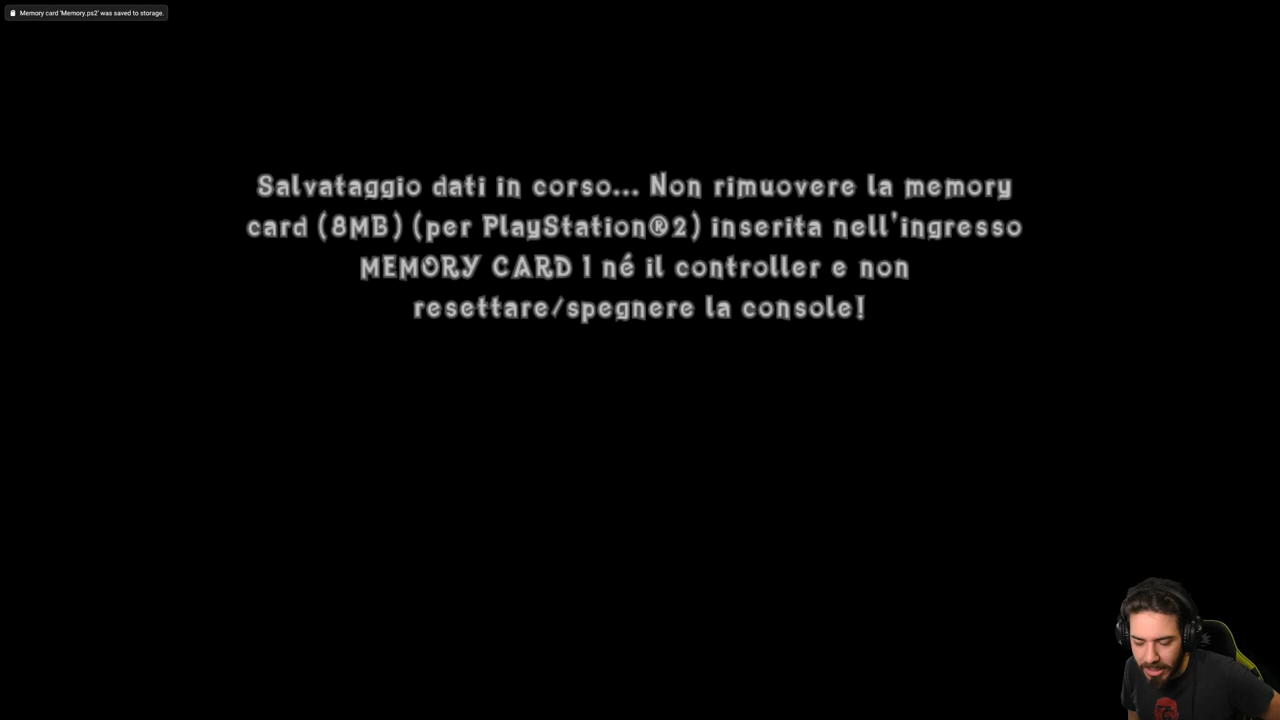 Memory card 'Memory.ps2' was saved to storage.
Salvataggio dati in corso... Non rimuovere la memory
card (8MB) (per PlayStation®2) inserita nell'ingresso
MEMORY CARD 1 né il controller e non
resettare/spegnere la console!